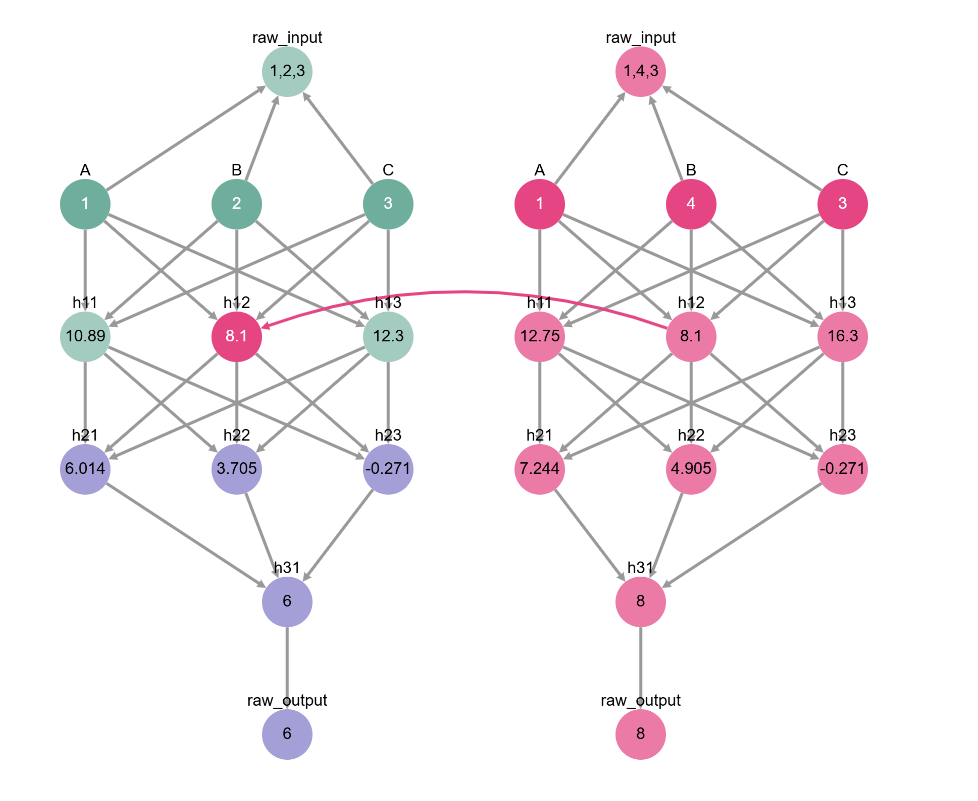 raw_input raw_input
1,2,3 1,4,3
A B C A B C
1 2 3 1 4 3
h11 h12 h13 h11 h12 h13
10.89 8.1 12.3 12.75 8.1 16.3
h21 h22 h23 h21 h22 h23
6.014 3.705 -0.271 7.244 4.905 -0.271
h31 h31
6 8
raw_output raw_output
6 8